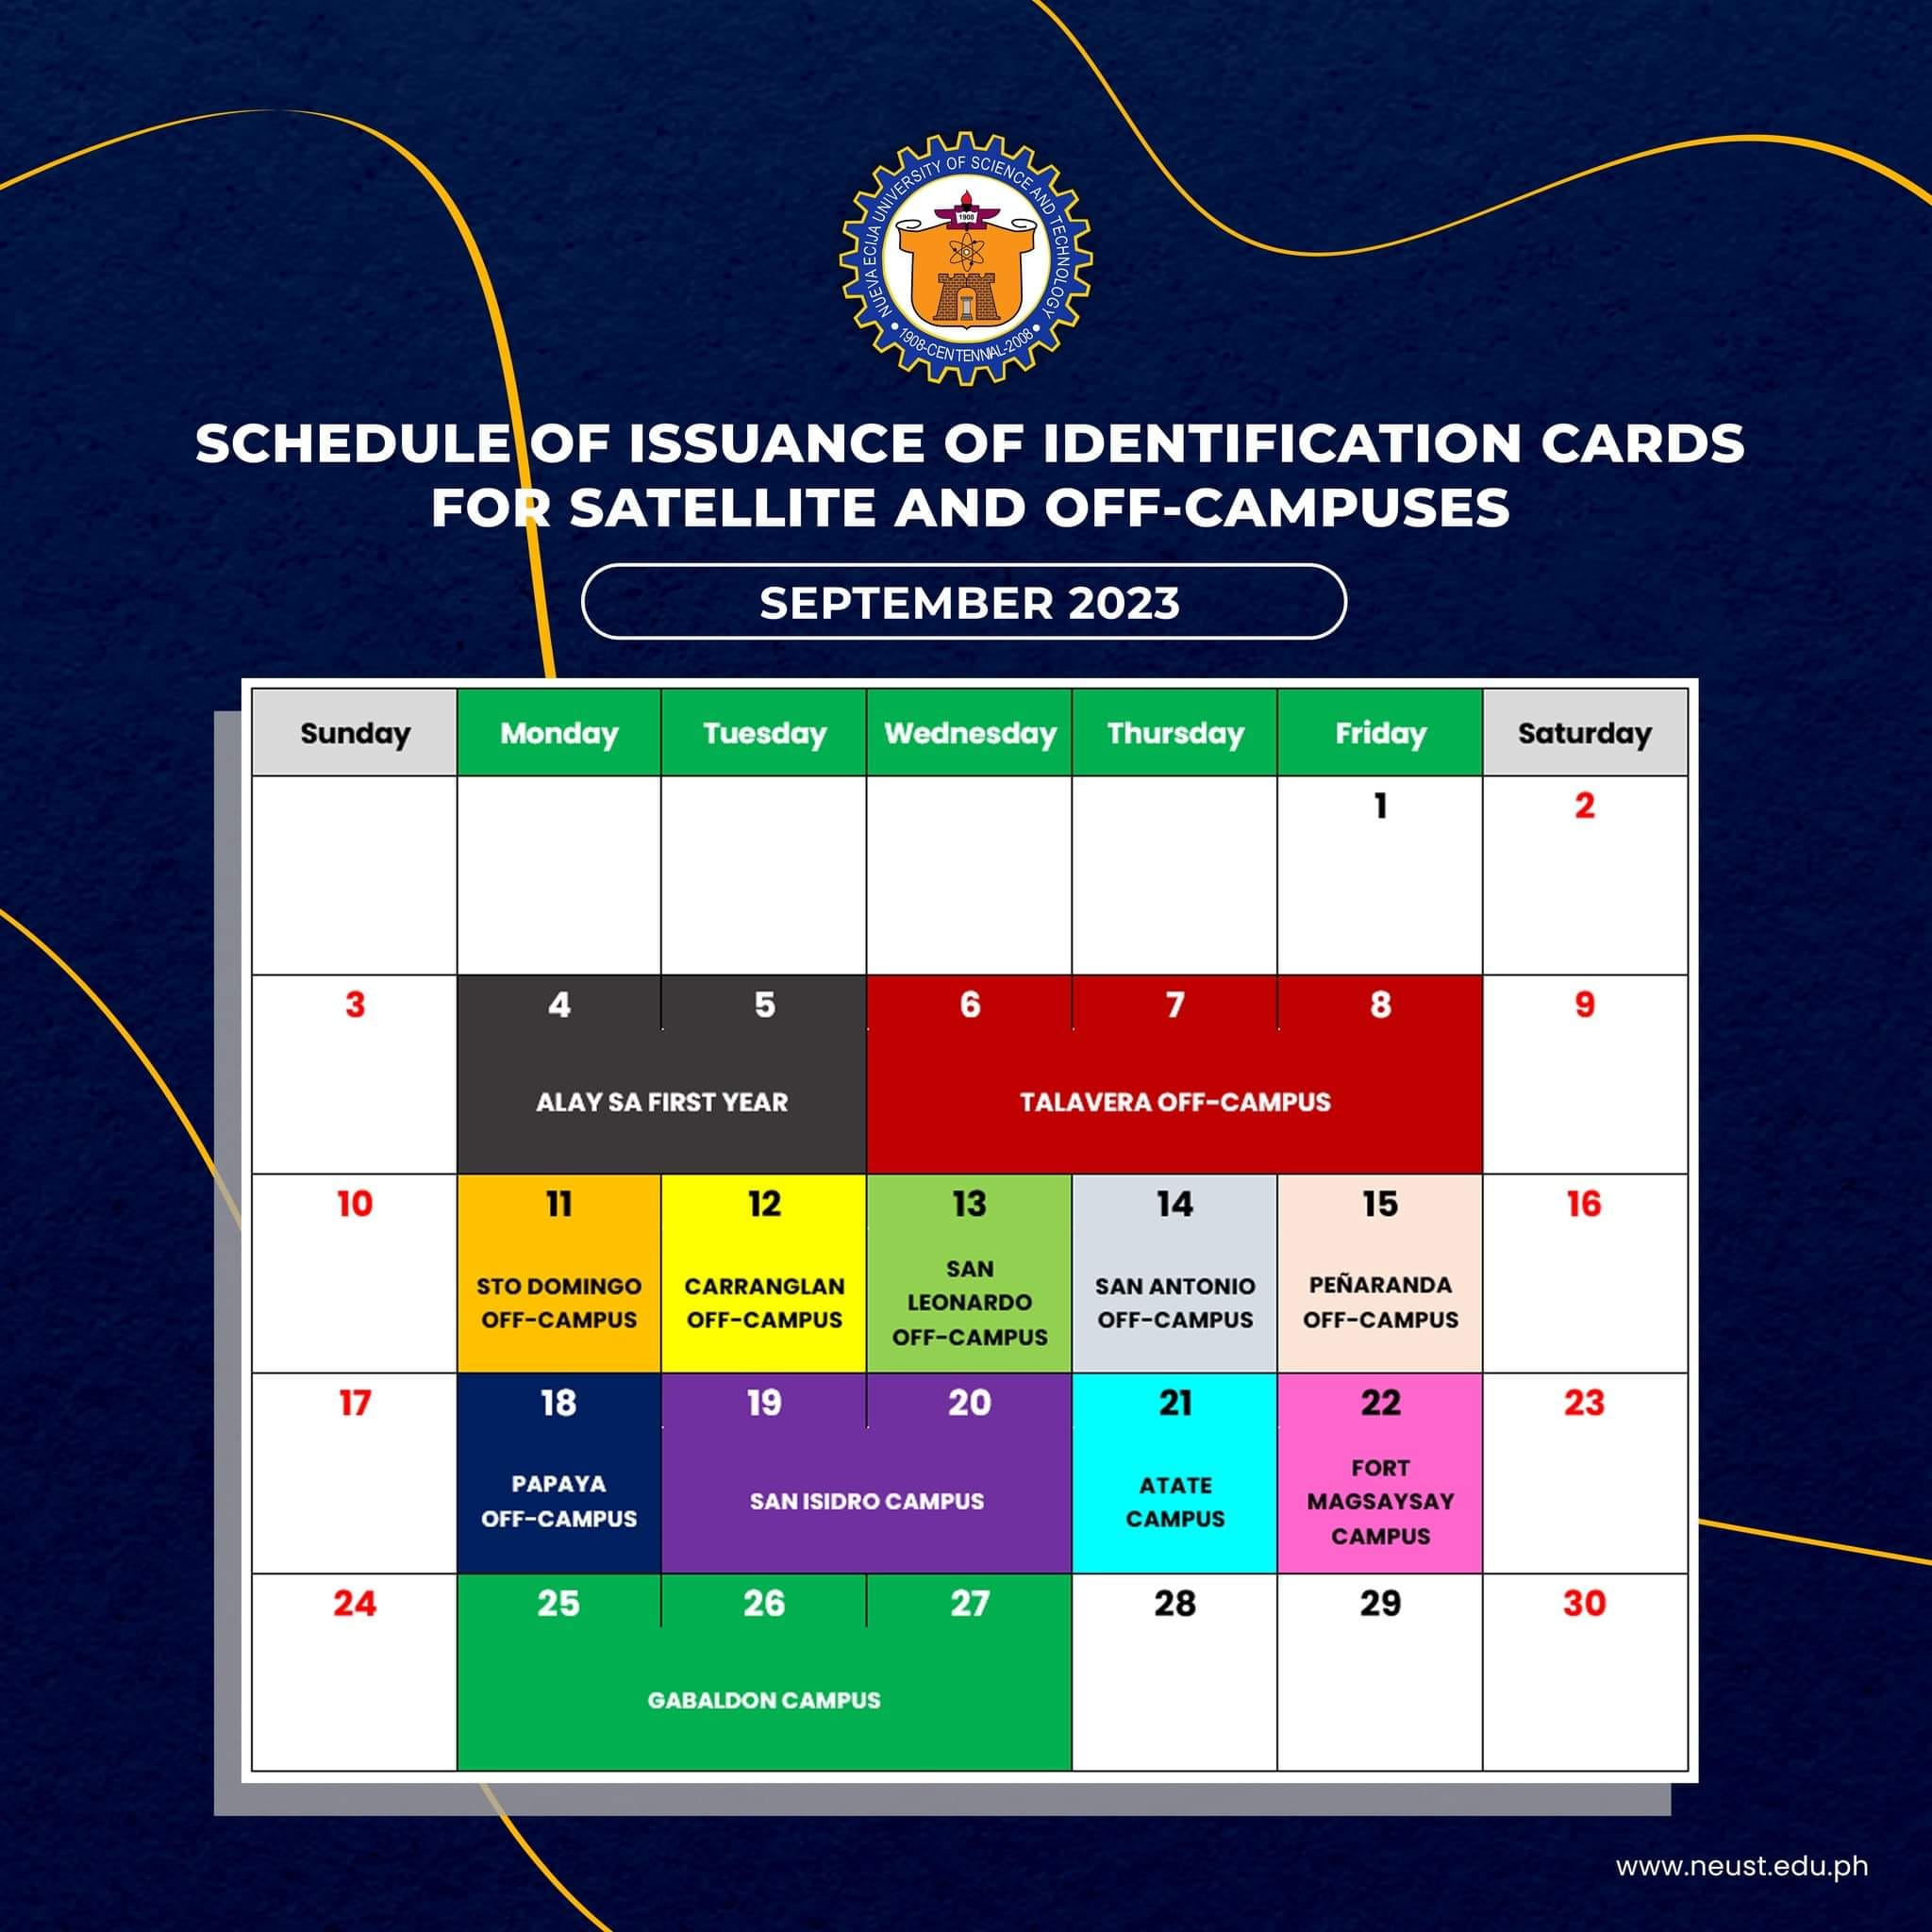 NUEVA ECIJA UNIVERSITY OF SCIENCE AND TECHNOLOGY
1908
1908-CENTENNIAL-2008
SCHEDULE OF ISSUANCE OF IDENTIFICATION CARDS
FOR SATELLITE AND OFF-CAMPUSES
SEPTEMBER 2023
Sunday Monday Tuesday Wednesday Thursday Friday Saturday
1 2
3 4 5 6 7 8 9
ALAY SA FIRST YEAR
TALAVERA OFF-CAMPUS
10 11 12 13 14 15 16
STO DOMINGO
OFF-CAMPUS
CARRANGLAN
OFF-CAMPUS
SAN
LEONARDO
OFF-CAMPUS
SAN ANTONIO
OFF-CAMPUS
PEÑARANDA
OFF-CAMPUS
17 18 19 20 21 22 23
PAPAYA
OFF-CAMPUS
SAN ISIDRO CAMPUS
ATATE
CAMPUS
FORT
MAGSAYSAY
CAMPUS
24 25 26 27 28 29 30
GABALDON CAMPUS
www.neust.edu.ph